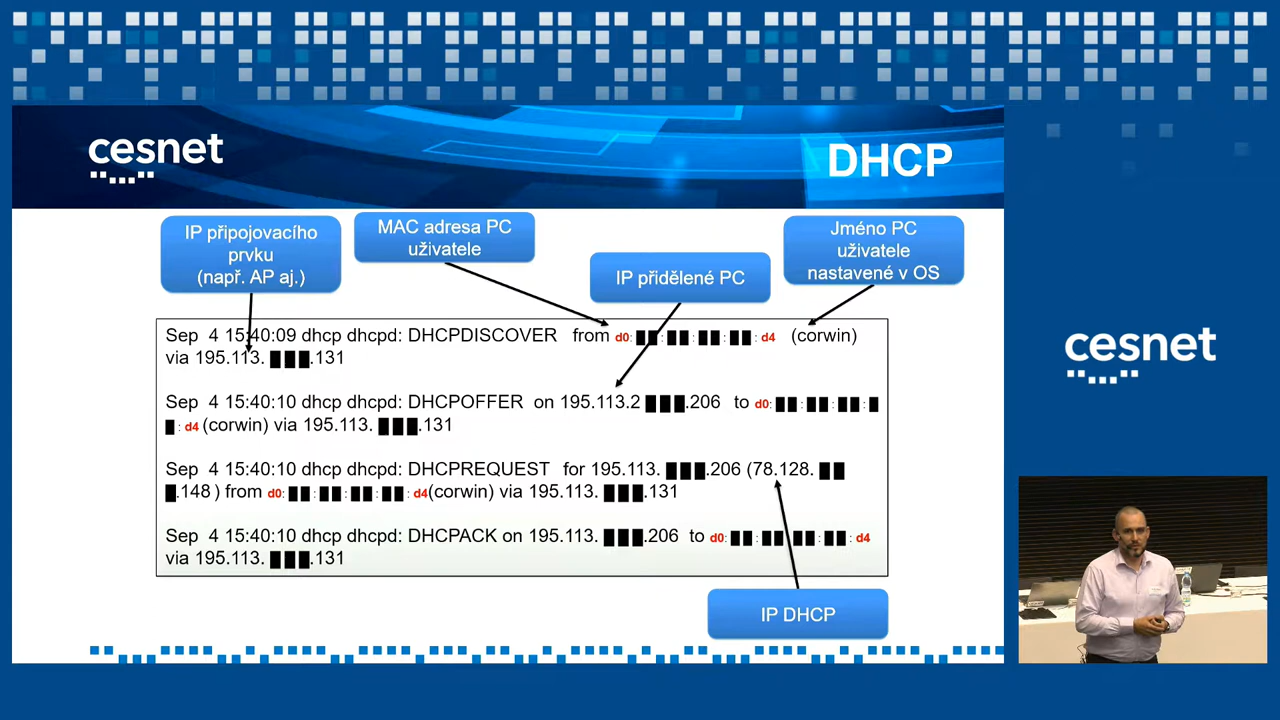 cesnet
DHCP
IP připojovacího
prvku
(např. AP aj.)
MAC adresa PC
uživatele
IP přidělené PC
Jméno PC
uživatele
nastavené v OS
Sep 4 15:40:09 dhcp dhcpd: DHCPDISCOVER from d0:██:██:██:██:d4 (corwin)
via 195.113. ███.131
Sep 4 15:40:10 dhcp dhcpd: DHCPOFFER on 195.113.2 ███.206 to d0:██:██:██:█
█:d4 (corwin) via 195.113. ███.131
Sep 4 15:40:10 dhcp dhcpd: DHCPREQUEST for 195.113. ███.206 (78.128. ██
█.148 ) from d0:██:██:██:██:d4(corwin) via 195.113. ███.131
Sep 4 15:40:10 dhcp dhcpd: DHCPACK on 195.113. ███.206 to d0:██:██:██:██:d4
via 195.113. ███.131
IP DHCP
cesnet